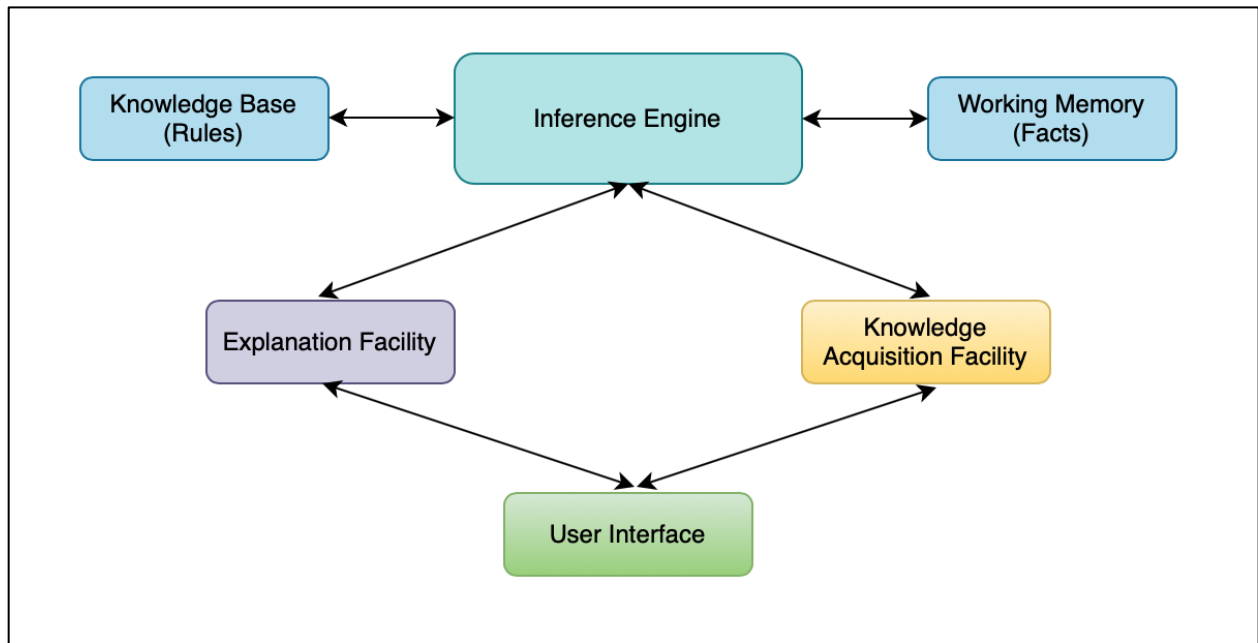 Knowledge Base
(Rules)
Inference Engine
Working Memory
(Facts)
Explanation Facility
Knowledge
Acquisition Facility
User Interface